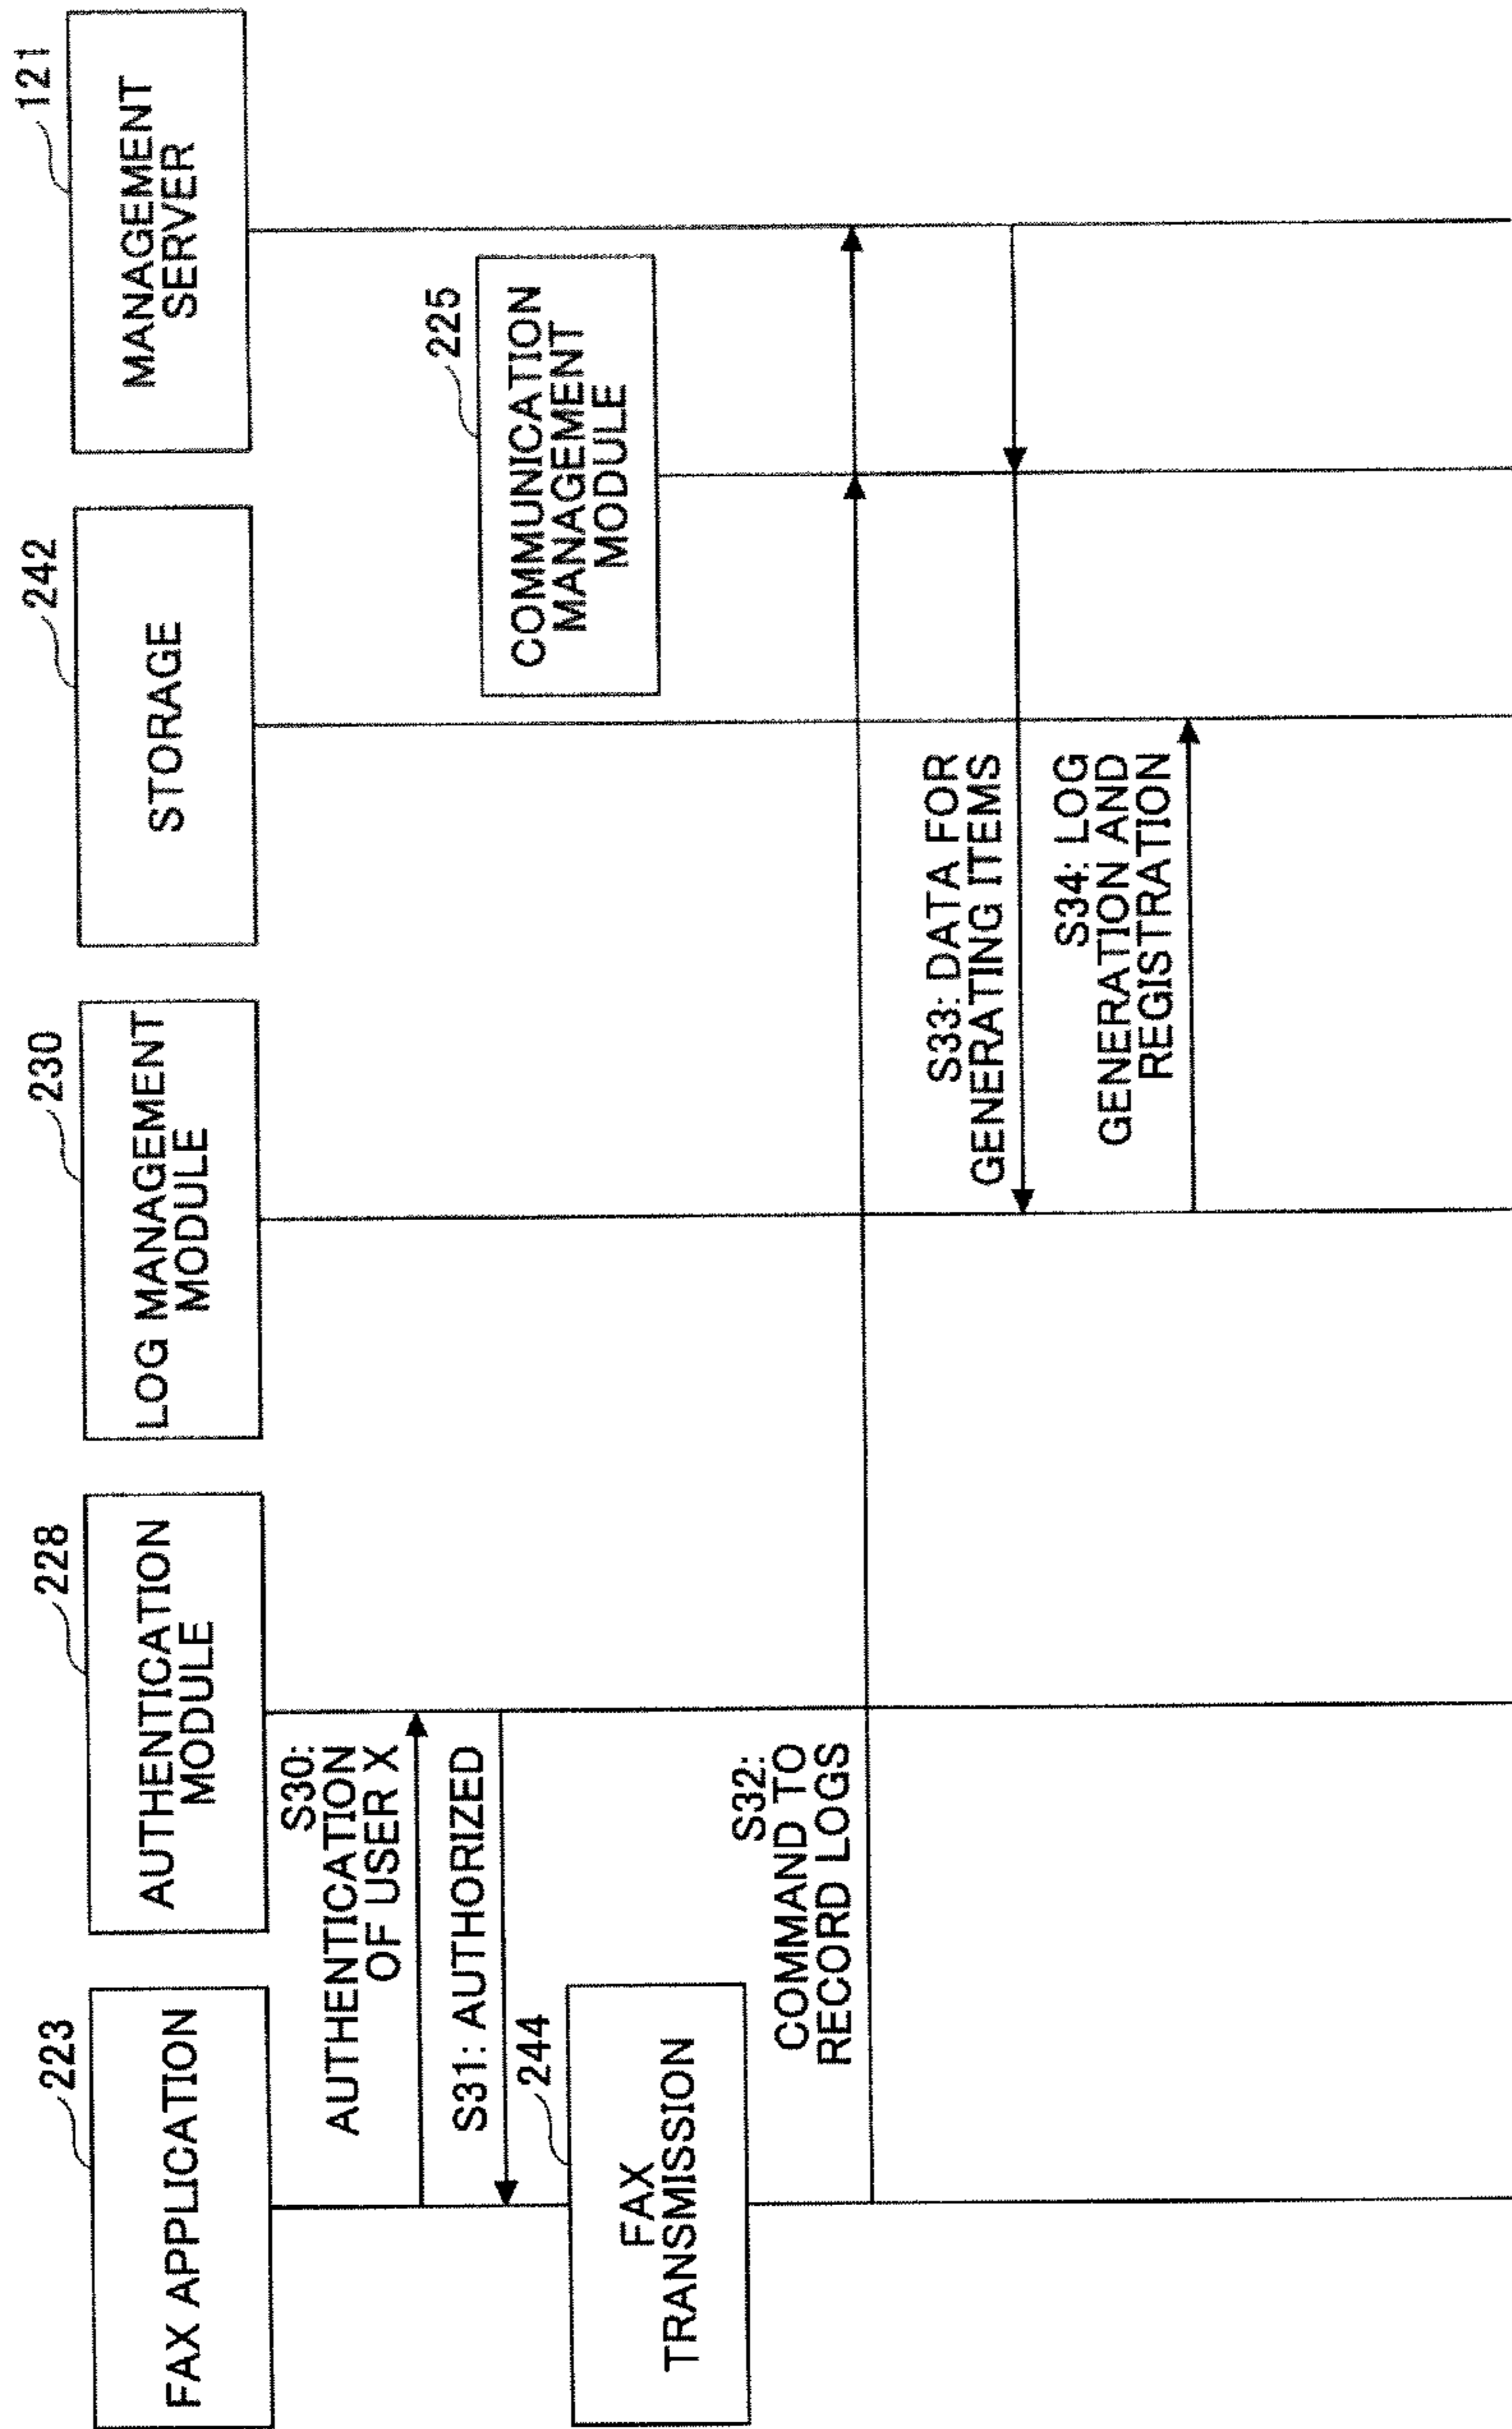 223
FAX APPLICATION
228
AUTHENTICATION
MODULE
230
LOG MANAGEMENT
MODULE
242
STORAGE
121
MANAGEMENT
SERVER
S30:
AUTHENTICATION
OF USER X
S31: AUTHORIZED
225
COMMUNICATION
MANAGEMENT
MODULE
244
FAX
TRANSMISSION
S32:
COMMAND TO
RECORD LOGS
S33: DATA FOR
GENERATING ITEMS
S34: LOG
GENERATION AND
REGISTRATION